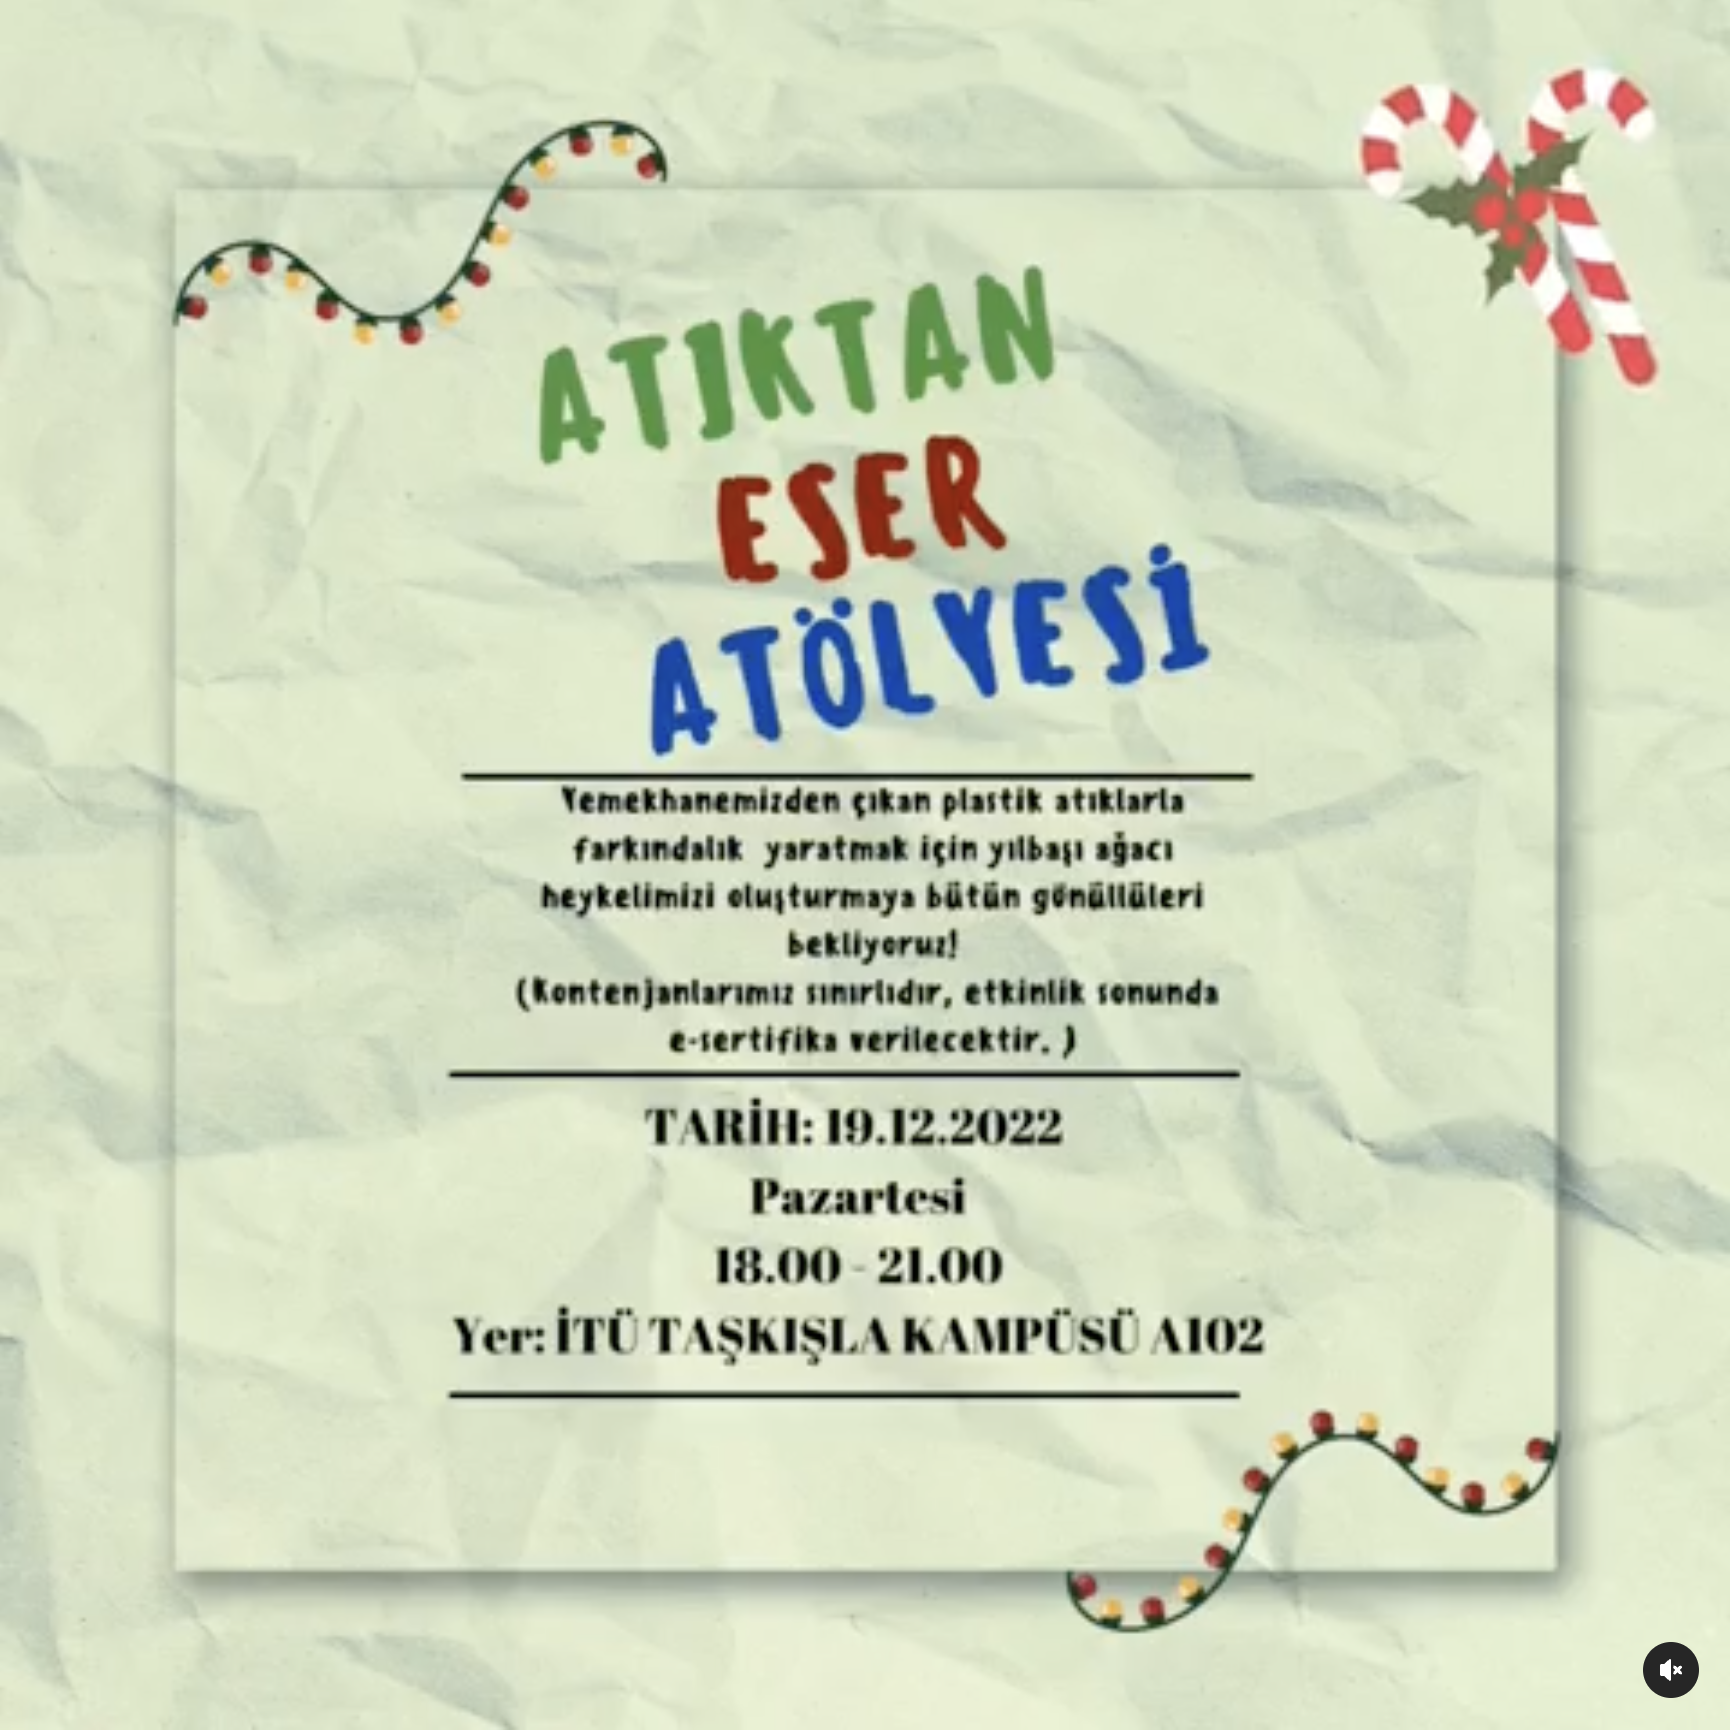 ATIKTAN
ESER
ATÖLYESİ
Yemekhanemizden çıkan plastik atıklarla
farkındalık yaratmak için yılbaşı ağacı
heykelimizi oluşturmaya bütün gönüllüleri
bekliyoruz!
(Kontenjanlarımız sınırlıdır, etkinlik sonunda
e-sertifika verilecektir. )
TARİH: 19.12.2022
Pazartesi
18.00 - 21.00
Yer: İTÜ TAŞKIŞLA KAMPÜSÜ A102